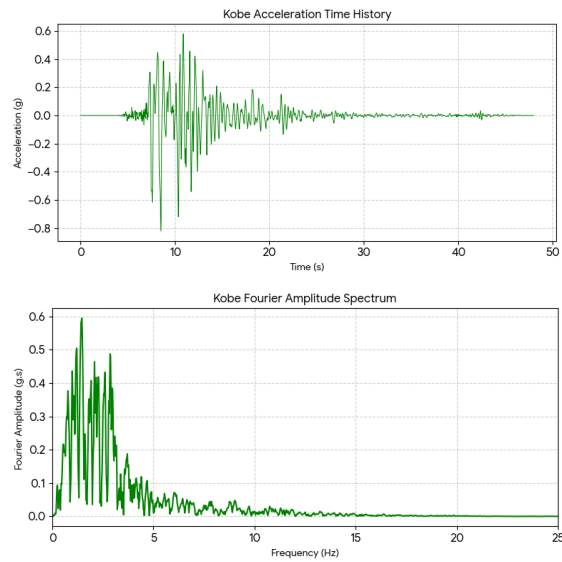 Kobe Acceleration Time History
Acceleration (g)
0.6
0.4
0.2
0.0
−0.2
−0.4
−0.6
−0.8
0 10 20 30 40 50
Time (s)
Kobe Fourier Amplitude Spectrum
Fourier Amplitude (g.s)
0.6
0.5
0.4
0.3
0.2
0.1
0.0
0 5 10 15 20 25
Frequency (Hz)